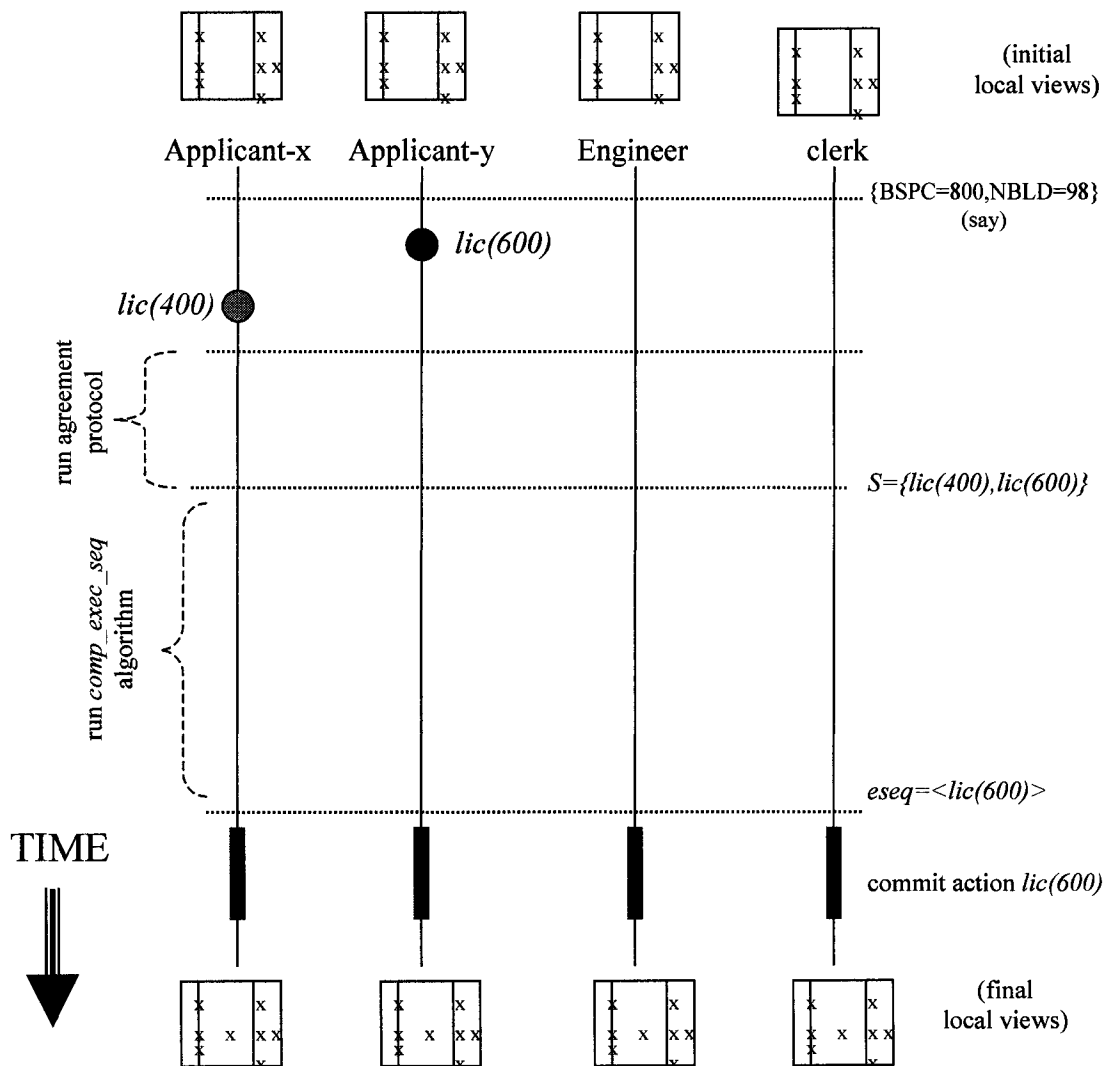 x x x x x x x
x x x x x x x
x x x x x x x
x x x x x x x
(initial
local views)
Applicant-x
Applicant-y
Engineer
clerk
{BSPC=800,NBLD=98}
(say)
lic(600)
lic(400)
run agreement
protocol
S={lic(400),lic(600)}
run comp_exec_seq
algorithm
eseq=<lic(600)>
TIME
commit action lic(600)
x x x x x x x x
x x x x x x x x
x x x x x x x x
x x x x x x x x
(final
local views)